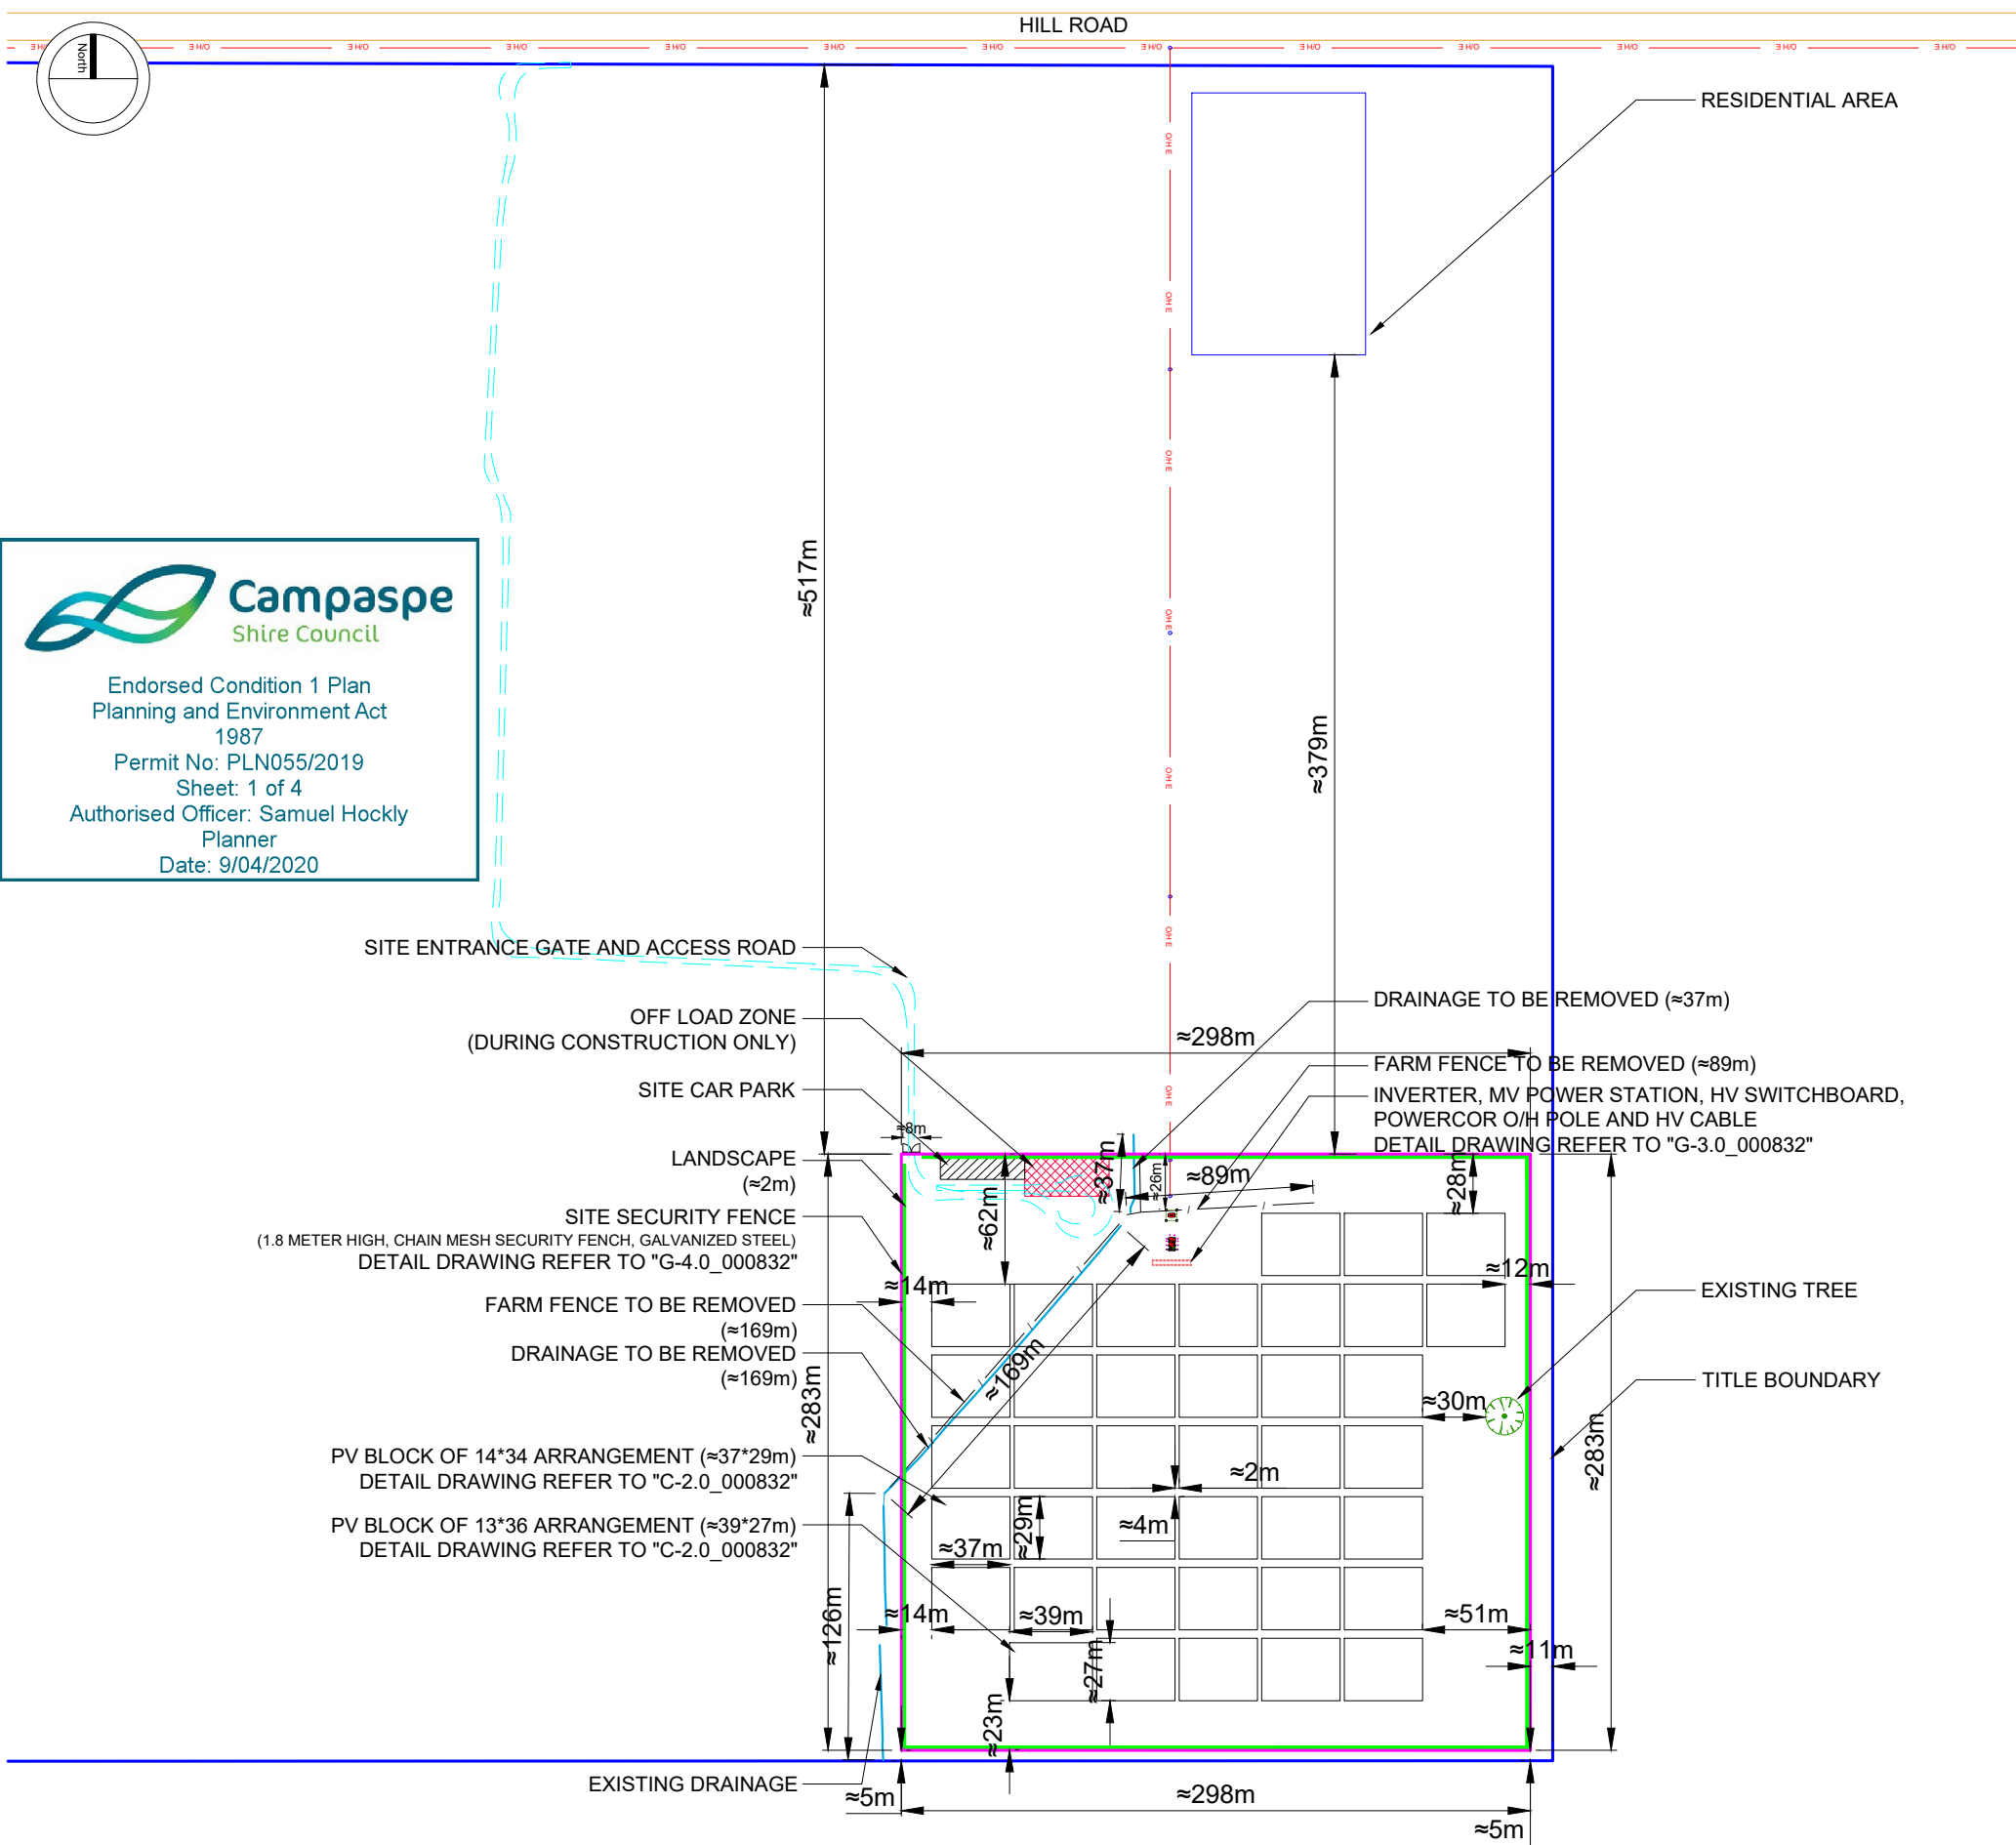 HILL ROAD
O/H E O/H E O/H E O/H E O/H E O/H E O/H E O/H E O/H E O/H E O/H E O/H E O/H E
North
RESIDENTIAL AREA
O/H E
O/H E
O/H E
O/H E
O/H E
O/H E
O/H E
≈517m
≈379m
Campaspe
Shire Council
Endorsed Condition 1 Plan
Planning and Environment Act
1987
Permit No: PLN055/2019
Sheet: 1 of 4
Authorised Officer: Samuel Hockly
Planner
Date: 9/04/2020
SITE ENTRANCE GATE AND ACCESS ROAD
OFF LOAD ZONE
(DURING CONSTRUCTION ONLY)
SITE CAR PARK
LANDSCAPE
(≈2m)
SITE SECURITY FENCE
(1.8 METER HIGH, CHAIN MESH SECURITY FENCH, GALVANIZED STEEL)
DETAIL DRAWING REFER TO "G-4.0_000832"
FARM FENCE TO BE REMOVED
(≈169m)
DRAINAGE TO BE REMOVED
(≈169m)
PV BLOCK OF 14*34 ARRANGEMENT (≈37*29m)
DETAIL DRAWING REFER TO "C-2.0_000832"
PV BLOCK OF 13*36 ARRANGEMENT (≈39*27m)
DETAIL DRAWING REFER TO "C-2.0_000832"
EXISTING DRAINAGE
DRAINAGE TO BE REMOVED (≈37m)
FARM FENCE TO BE REMOVED (≈89m)
INVERTER, MV POWER STATION, HV SWITCHBOARD,
POWERCOR O/H POLE AND HV CABLE
DETAIL DRAWING REFER TO "G-3.0_000832"
EXISTING TREE
TITLE BOUNDARY
≈298m
≈8m
≈37m
≈26m
≈89m
≈28m
≈62m
≈14m
≈12m
≈169m
≈283m
≈30m
≈283m
≈2m
≈4m
≈29m
≈37m
≈126m
≈14m
≈39m
≈51m
≈27m
≈11m
≈23m
≈5m
≈298m
≈5m